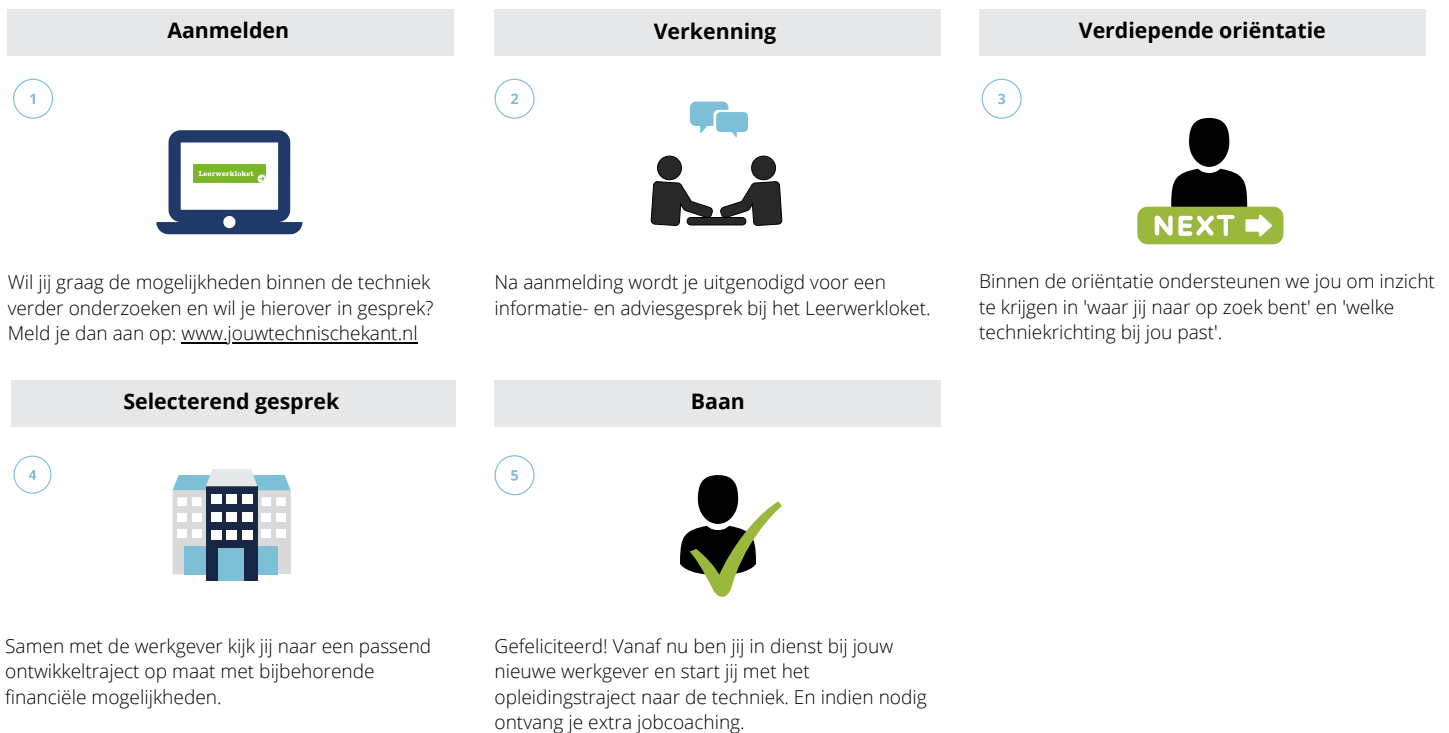 Aanmelden
1
Leerwerkloket
Wil jij graag de mogelijkheden binnen de techniek
verder onderzoeken en wil je hierover in gesprek?
Meld je dan aan op: www.jouwtechnischekant.nl
Verkenning
2
Na aanmelding wordt je uitgenodigd voor een
informatie- en adviesgesprek bij het Leerwerkloket.
Verdiepende oriëntatie
3
NEXT
Binnen de oriëntatie ondersteunen we jou om inzicht
te krijgen in 'waar jij naar op zoek bent' en 'welke
techniekrichting bij jou past'.
Selecterend gesprek
4
Samen met de werkgever kijk jij naar een passend
ontwikkeltraject op maat met bijbehorende
financiële mogelijkheden.
Baan
5
Gefeliciteerd! Vanaf nu ben jij in dienst bij jouw
nieuwe werkgever en start jij met het
opleidingstraject naar de techniek. En indien nodig
ontvang je extra jobcoaching.